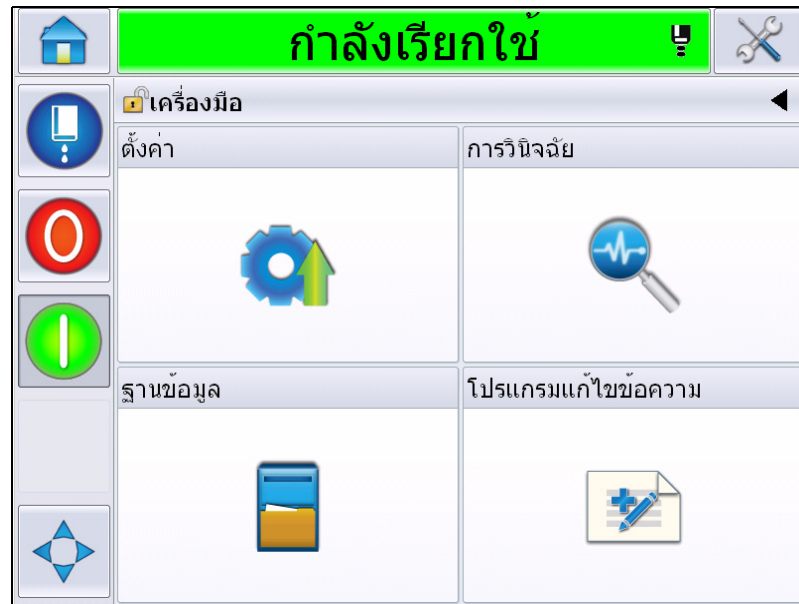 กำลังเรียกใช้
เครื่องมือ
ตั้งค่า
การวินิจฉัย
ฐานข้อมูล
โปรแกรมแก้ไขข้อความ